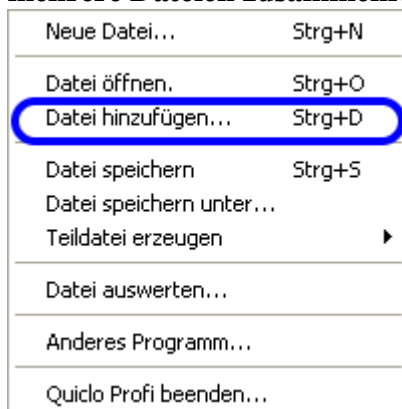 Neue Datei... Strg+N
Datei öffnen. Strg+O
Datei hinzufügen... Strg+D
Datei speichern Strg+S
Datei speichern unter...
Teildatei erzeugen
Datei auswerten...
Anderes Programm...
Quiclo Profi beenden...